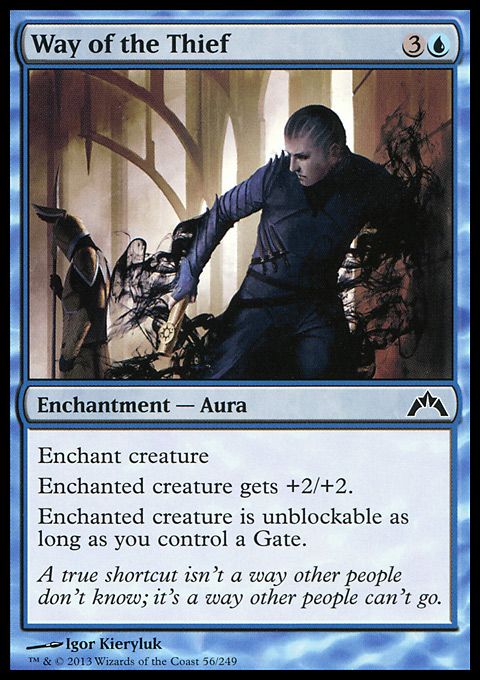 Way of the Thief 3
Enchantment — Aura
Enchant creature
Enchanted creature gets +2/+2.
Enchanted creature is unblockable as
long as you control a Gate.
A true shortcut isn't a way other people
don't know; it's a way other people can't go.
Igor Kieryluk
™ & © 2013 Wizards of the Coast 56/249